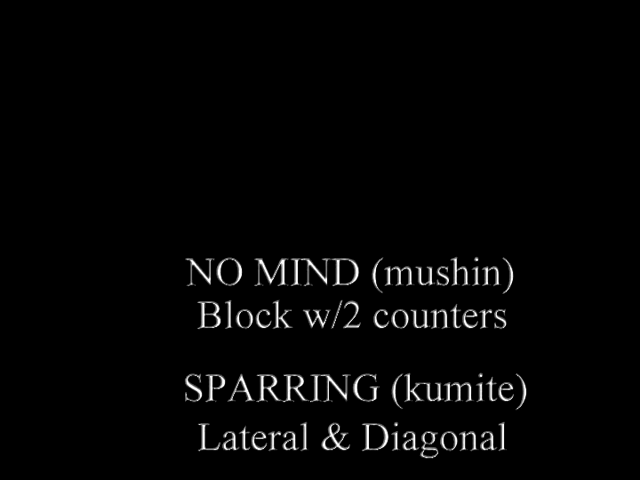 NO MIND (mushin)
Block w/2 counters
SPARRING (kumite)
Lateral & Diagonal